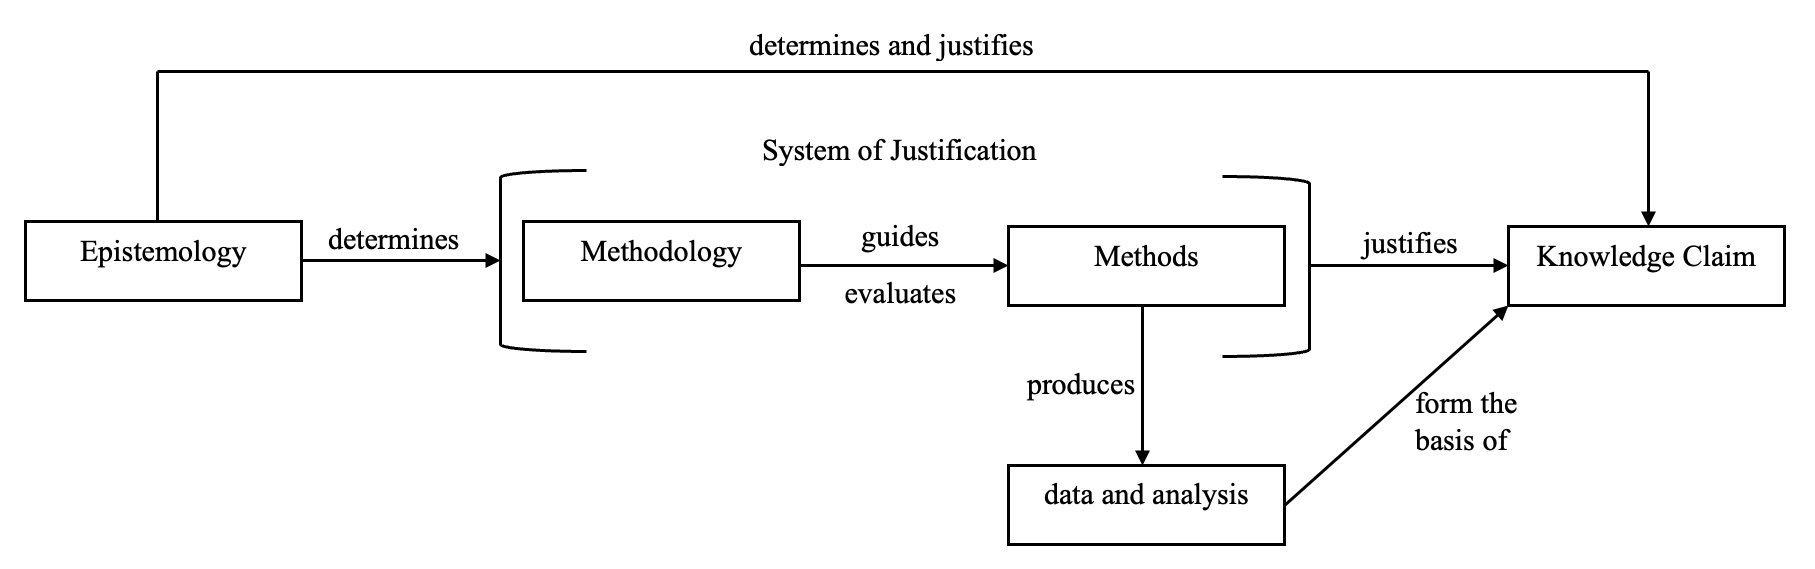 determines and justifies
System of Justification
Epistemology
determines
Methodology
guides
evaluates
Methods
justifies
Knowledge Claim
produces
form the
basis of
data and analysis